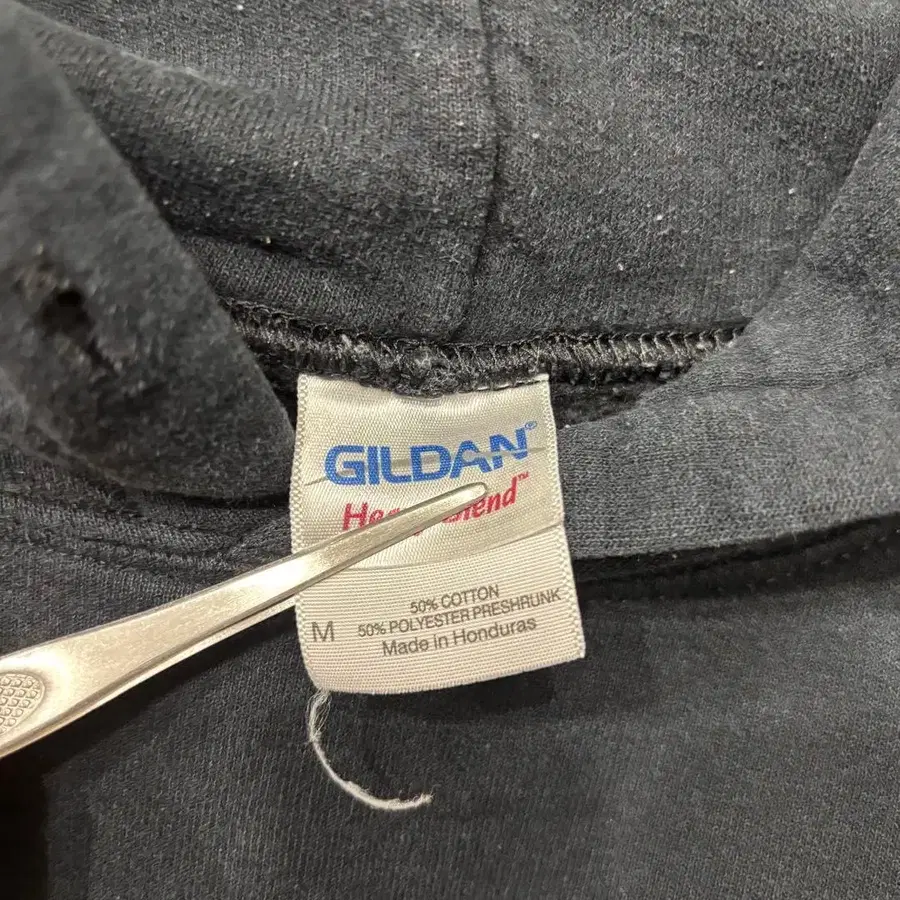 GILDAN®
M
50% COTTON
50% POLYESTER PRESHRUNK
Made in Honduras